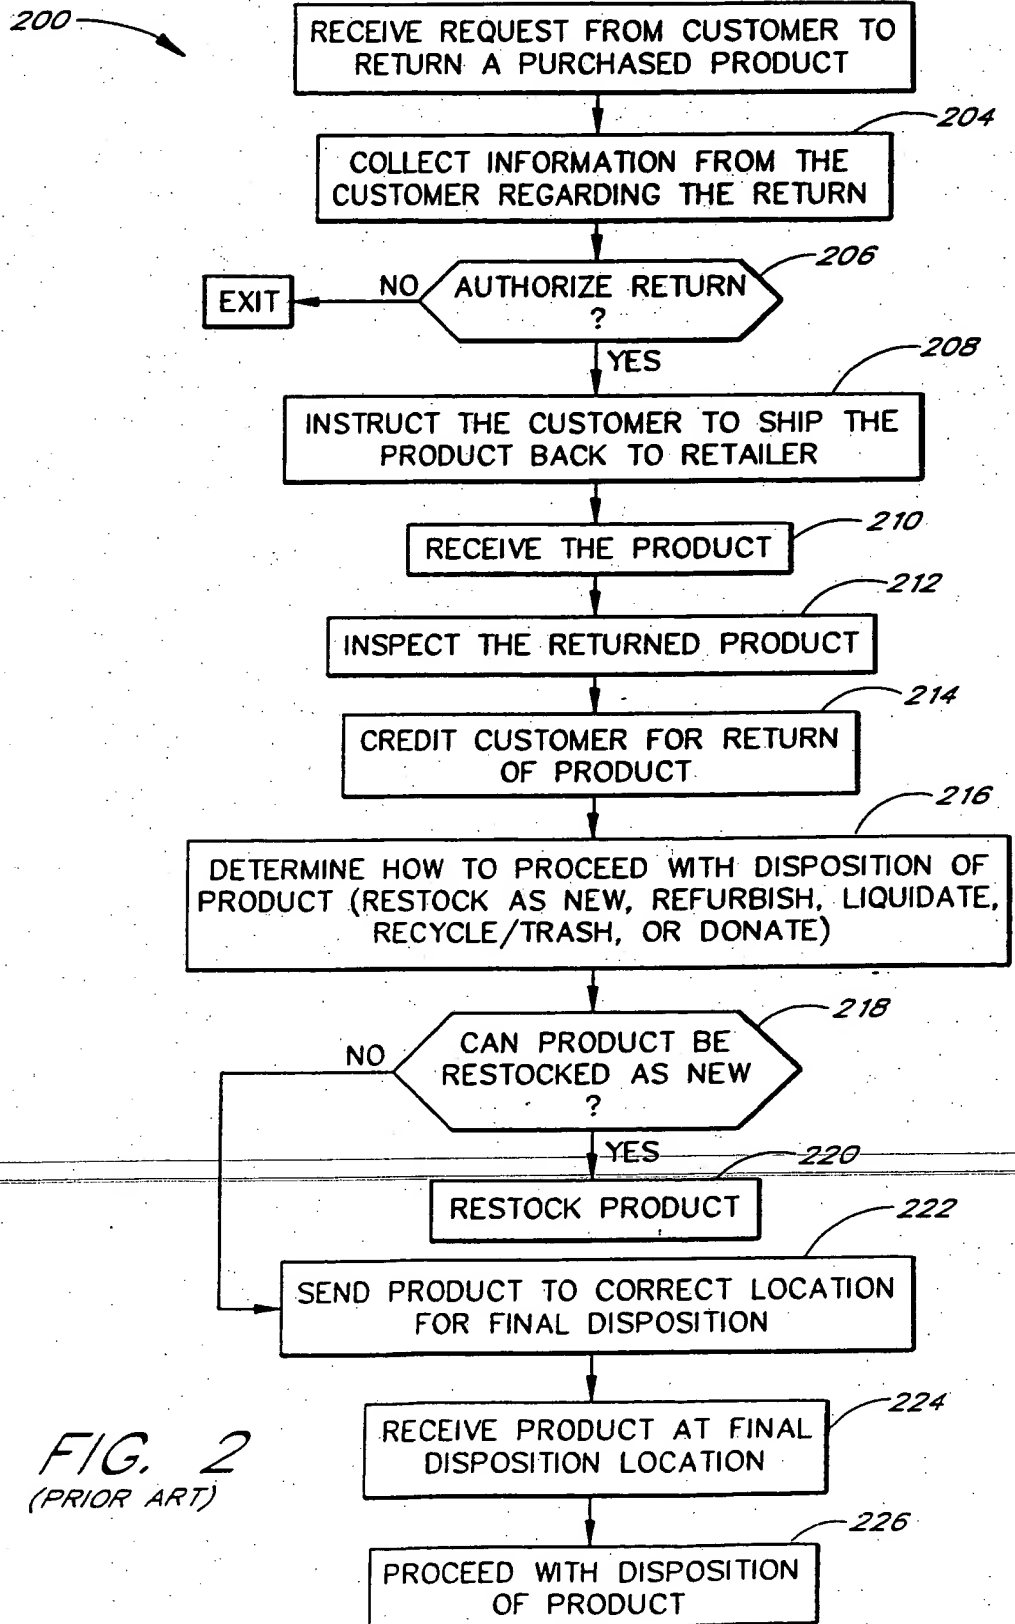 200
RECEIVE REQUEST FROM CUSTOMER TO
RETURN A PURCHASED PRODUCT
204
COLLECT INFORMATION FROM THE
CUSTOMER REGARDING THE RETURN
206
AUTHORIZE RETURN
?
NO
EXIT
YES
208
INSTRUCT THE CUSTOMER TO SHIP THE
PRODUCT BACK TO RETAILER
210
RECEIVE THE PRODUCT
212
INSPECT THE RETURNED PRODUCT
214
CREDIT CUSTOMER FOR RETURN
OF PRODUCT
216
DETERMINE HOW TO PROCEED WITH DISPOSITION OF
PRODUCT (RESTOCK AS NEW, REFURBISH, LIQUIDATE,
RECYCLE/TRASH, OR DONATE)
218
CAN PRODUCT BE
RESTOCKED AS NEW
?
NO
YES
220
RESTOCK PRODUCT
222
SEND PRODUCT TO CORRECT LOCATION
FOR FINAL DISPOSITION
224
RECEIVE PRODUCT AT FINAL
DISPOSITION LOCATION
226
PROCEED WITH DISPOSITION
OF PRODUCT
FIG. 2
(PRIOR ART)